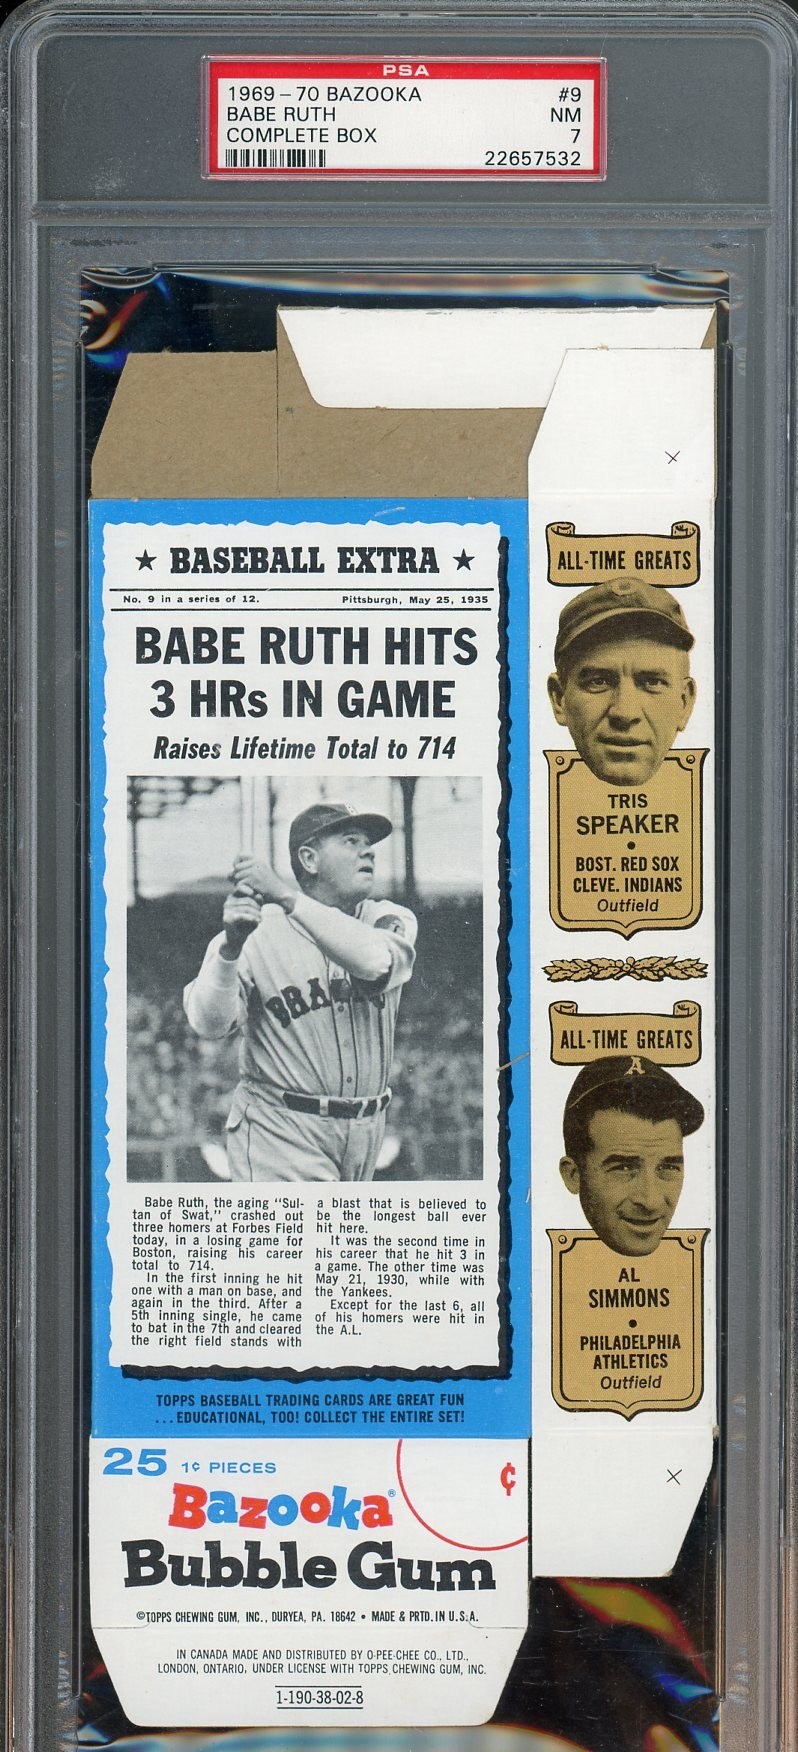 PSA
1969-70 BAZOOKA #9
BABE RUTH NM
COMPLETE BOX 7
22657532
★ BASEBALL EXTRA ★
No. 9 in a series of 12. Pittsburgh, May 25, 1935
BABE RUTH HITS
3 HRs IN GAME
Raises Lifetime Total to 714
BRAVES
Babe Ruth, the aging "Sul-
tan of Swat," crashed out
three homers at Forbes Field
today, in a losing game for
Boston, raising his career
total to 714.
In the first inning he hit
one with a man on base, and
again in the third. After a
5th inning single, he came
to bat in the 7th and cleared
the right field stands with
a blast that is believed to
be the longest ball ever
hit here.
It was the second time in
his career that he hit 3 in
a game. The other time was
May 21, 1930, while with
the Yankees.
Except for the last 6, all
of his homers were hit in
the A.L.
TOPPS BASEBALL TRADING CARDS ARE GREAT FUN
...EDUCATIONAL, TOO! COLLECT THE ENTIRE SET!
25 1¢ PIECES
¢
Bazooka®
Bubble Gum
©TOPPS CHEWING GUM, INC., DURYEA, PA. 18642 • MADE & PRTD. IN U.S.A.
IN CANADA MADE AND DISTRIBUTED BY O-PEE-CHEE CO., LTD.,
LONDON, ONTARIO, UNDER LICENSE WITH TOPPS CHEWING GUM, INC.
1-190-38-02-8
X
ALL-TIME GREATS
TRIS
SPEAKER
•
BOST. RED SOX
CLEVE. INDIANS
Outfield
ALL-TIME GREATS
A
AL
SIMMONS
•
PHILADELPHIA
ATHLETICS
Outfield
X